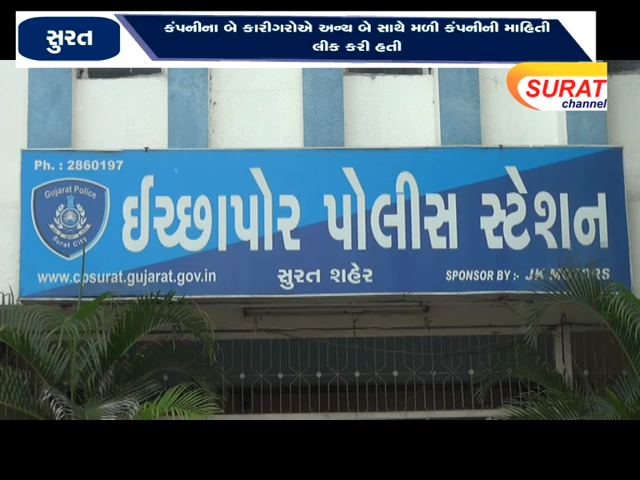 સુરત
કંપનીના બે કારીગરોએ અન્ય બે સાથે મળી કંપનીની માહિતી
લીક કરી હતી
SURAT
channel
Ph. : 2860197
Gujarat Police
Surat City
ઈચ્છાપોર પોલીસ સ્ટેશન
www.cpsurat.gujarat.gov.in
સુરત શહેર
SPONSOR BY :- JK MOTORS